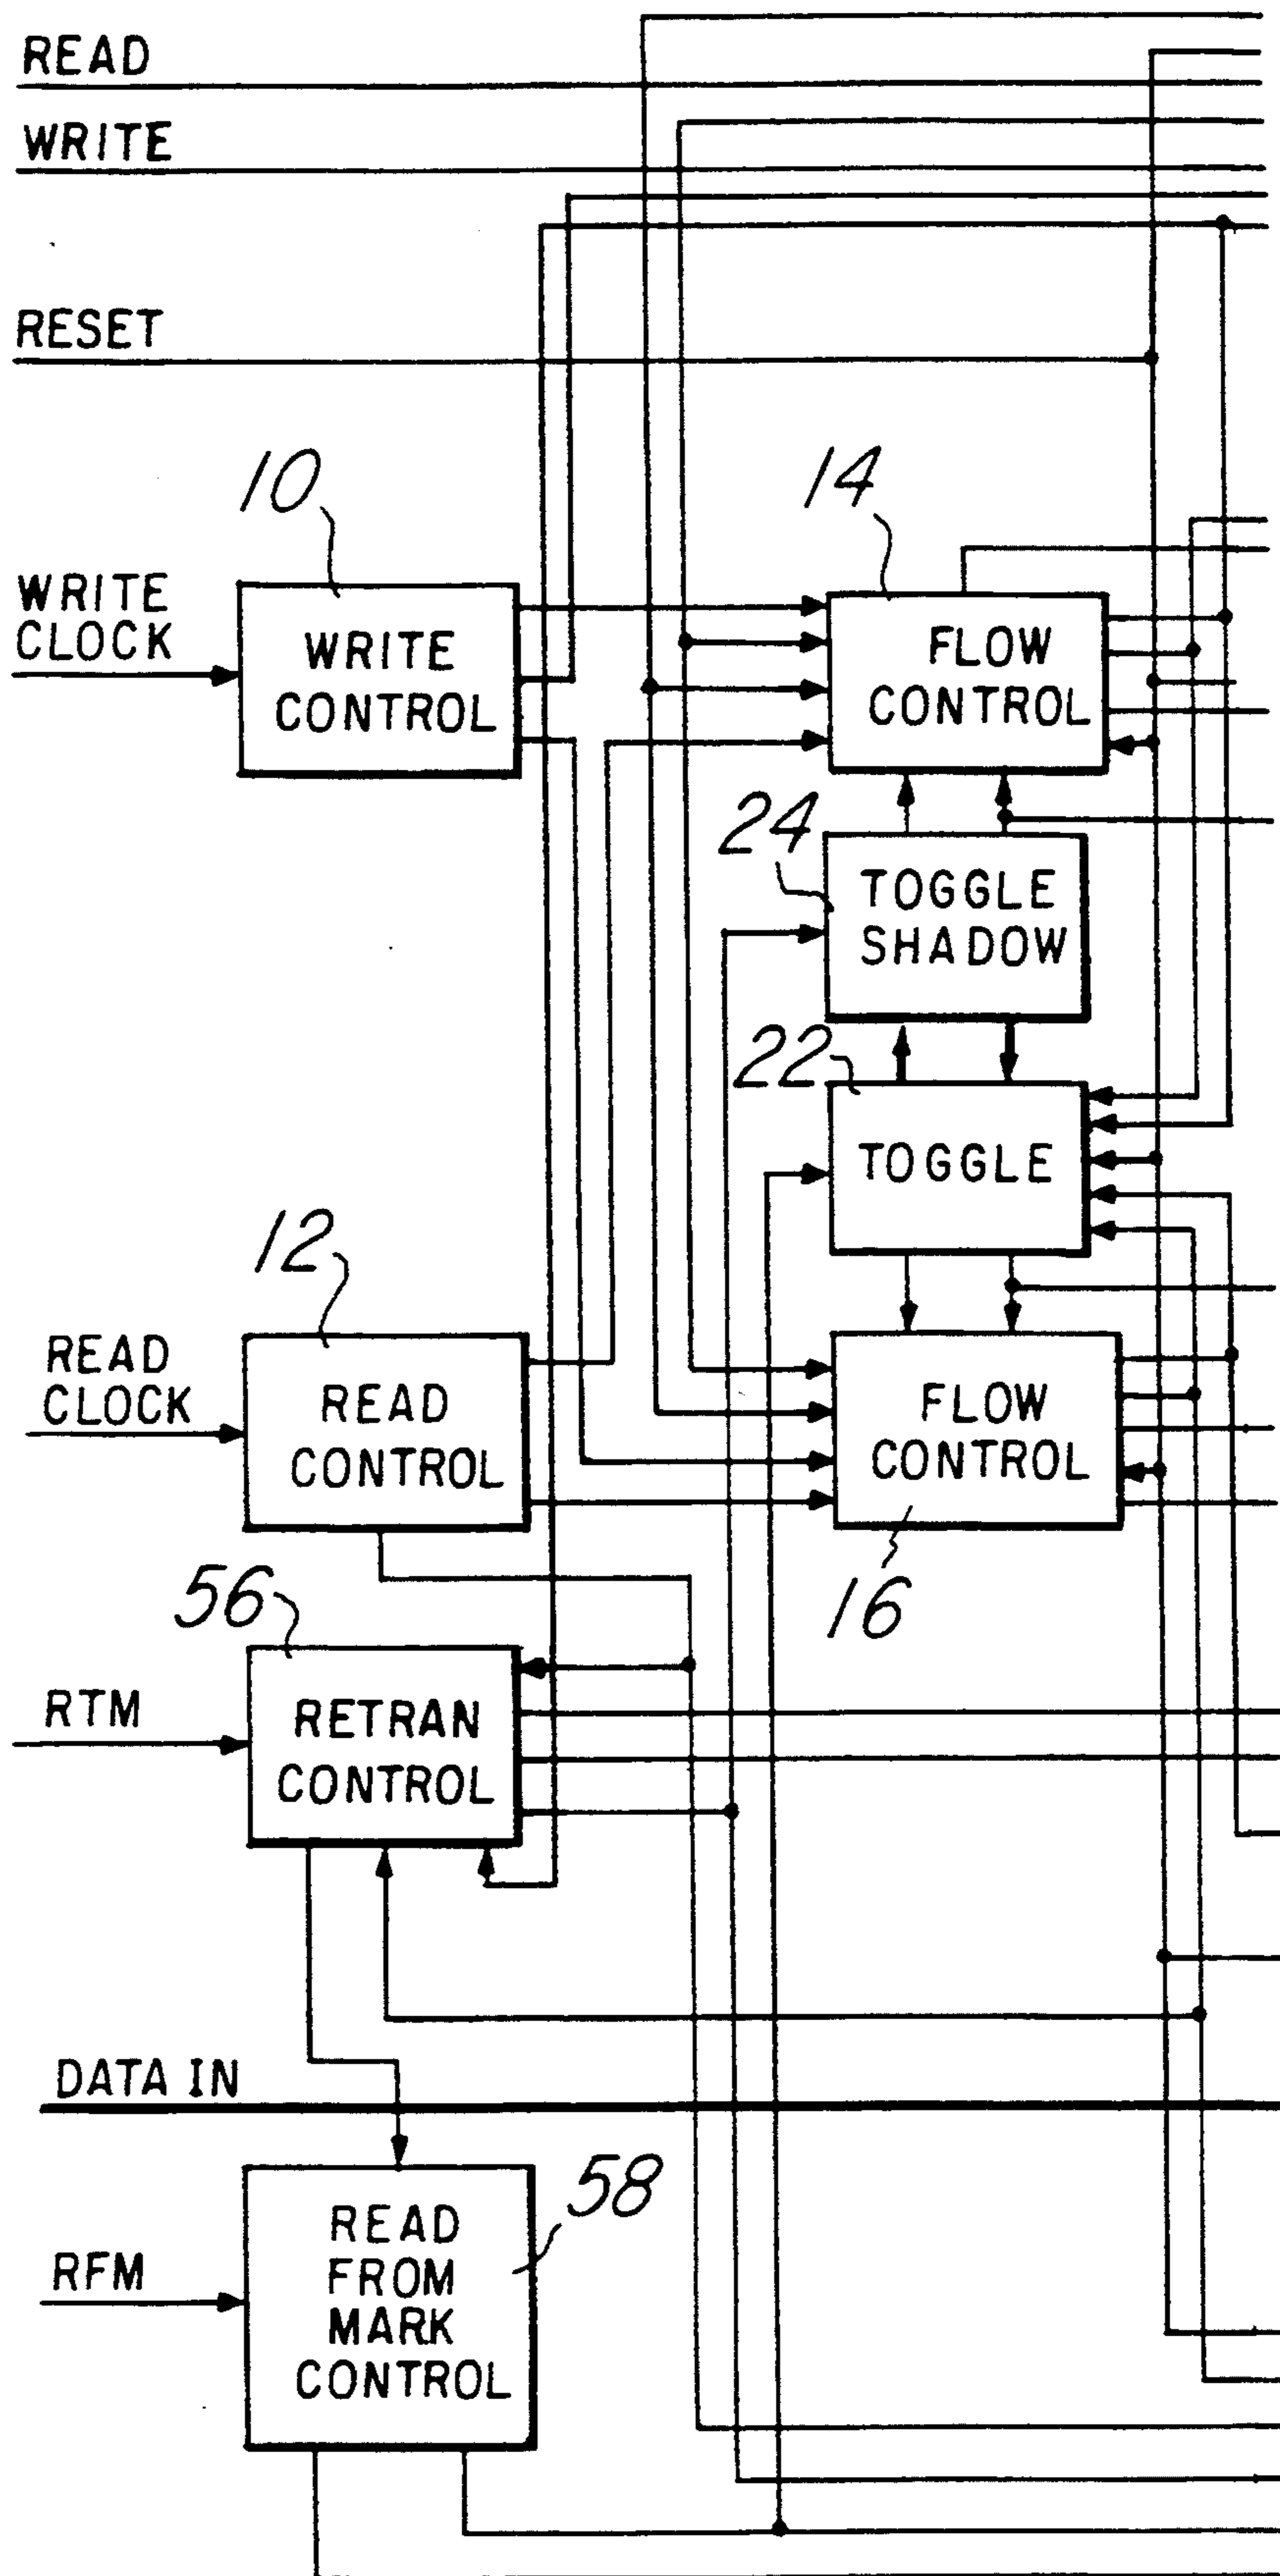 READ
WRITE
RESET
10
14
WRITE
CLOCK
WRITE
CONTROL
FLOW
CONTROL
24
TOGGLE
SHADOW
22
TOGGLE
12
READ
CLOCK
READ
CONTROL
FLOW
CONTROL
16
56
RTM
RETRAN
CONTROL
DATA IN
58
RFM
READ
FROM
MARK
CONTROL